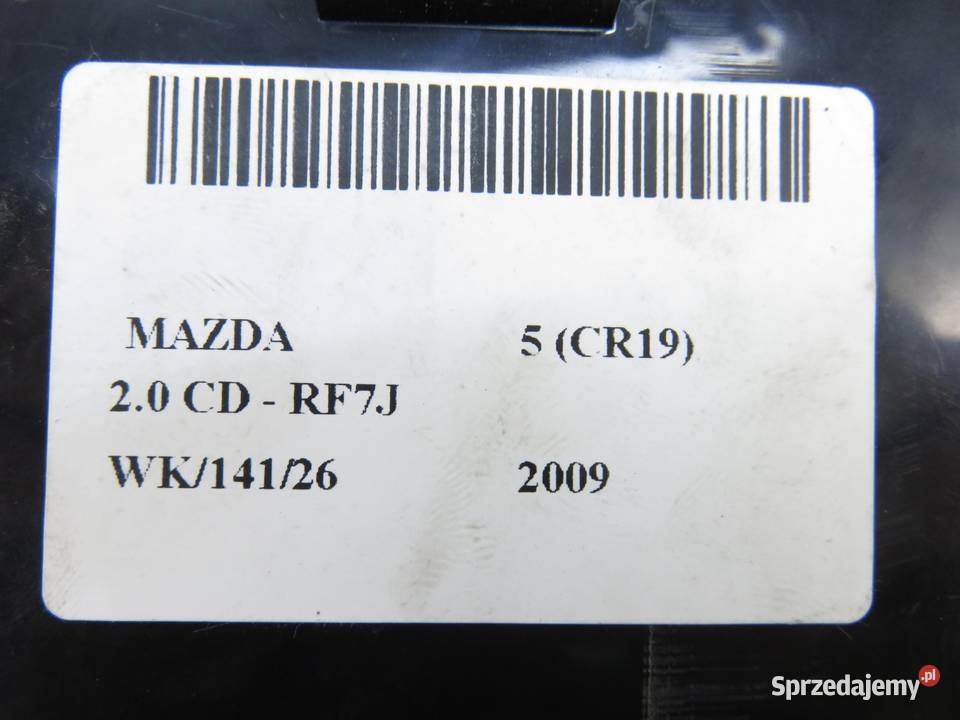 MAZDA 5 (CR19)
2.0 CD - RF7J
WK/141/26 2009
Sprzedajemy.pl